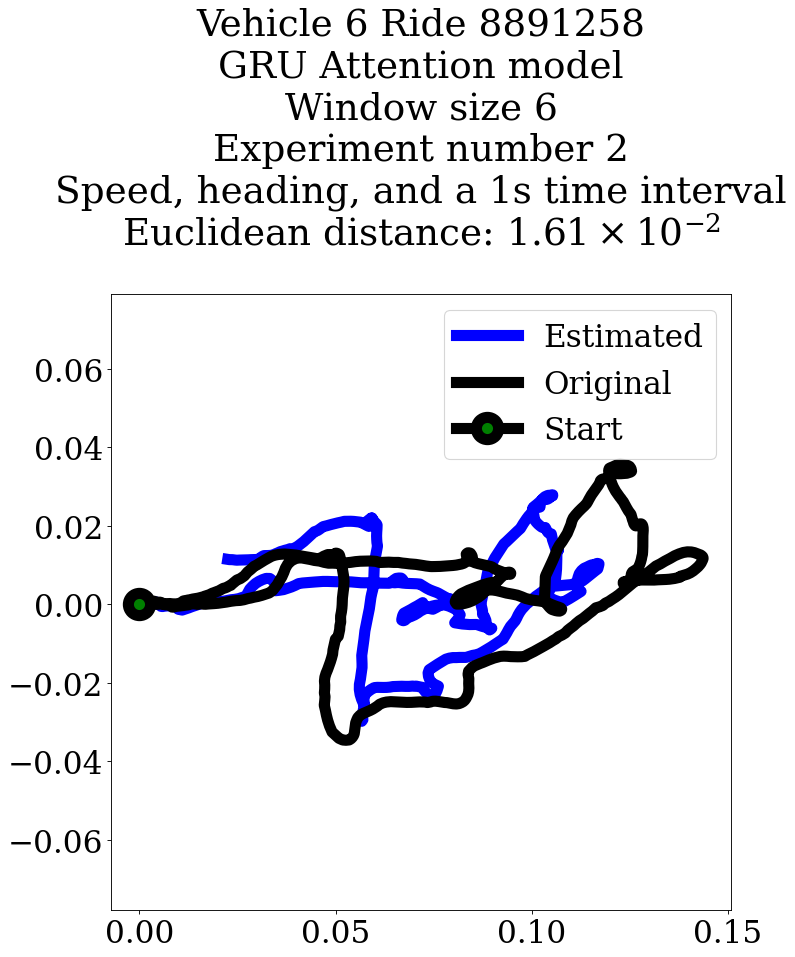 Vehicle 6 Ride 8891258
GRU Attention model
Window size 6
Experiment number 2
Speed, heading, and a 1s time interval
Euclidean distance: 1.61 × 10⁻²
Estimated
Original
Start
0.06
0.04
0.02
0.00
−0.02
−0.04
−0.06
0.00 0.05 0.10 0.15